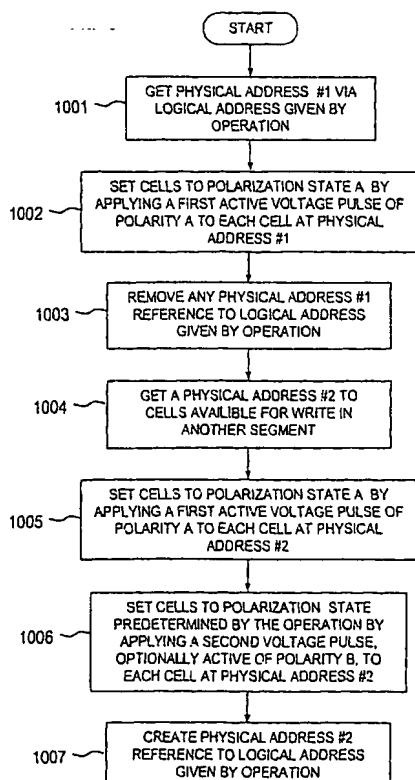 START
1001
GET PHYSICAL ADDRESS #1 VIA
LOGICAL ADDRESS GIVEN BY
OPERATION
1002
SET CELLS TO POLARIZATION STATE A BY
APPLYING A FIRST ACTIVE VOLTAGE PULSE OF
POLARITY A TO EACH CELL AT PHYSICAL
ADDRESS #1
1003
REMOVE ANY PHYSICAL ADDRESS #1
REFERENCE TO LOGICAL ADDRESS
GIVEN BY OPERATION
1004
GET A PHYSICAL ADDRESS #2 TO
CELLS AVAILIBLE FOR WRITE IN
ANOTHER SEGMENT
1005
SET CELLS TO POLARIZATION STATE A BY
APPLYING A FIRST ACTIVE VOLTAGE PULSE OF
POLARITY A TO EACH CELL AT PHYSICAL
ADDRESS #2
1006
SET CELLS TO POLARIZATION STATE
PREDETERMINED BY THE OPERATION BY
APPLYING A SECOND VOLTAGE PULSE,
OPTIONALLY ACTIVE OF POLARITY B, TO
EACH CELL AT PHYSICAL ADDRESS #2
1007
CREATE PHYSICAL ADDRESS #2
REFERENCE TO LOGICAL ADDRESS
GIVEN BY OPERATION